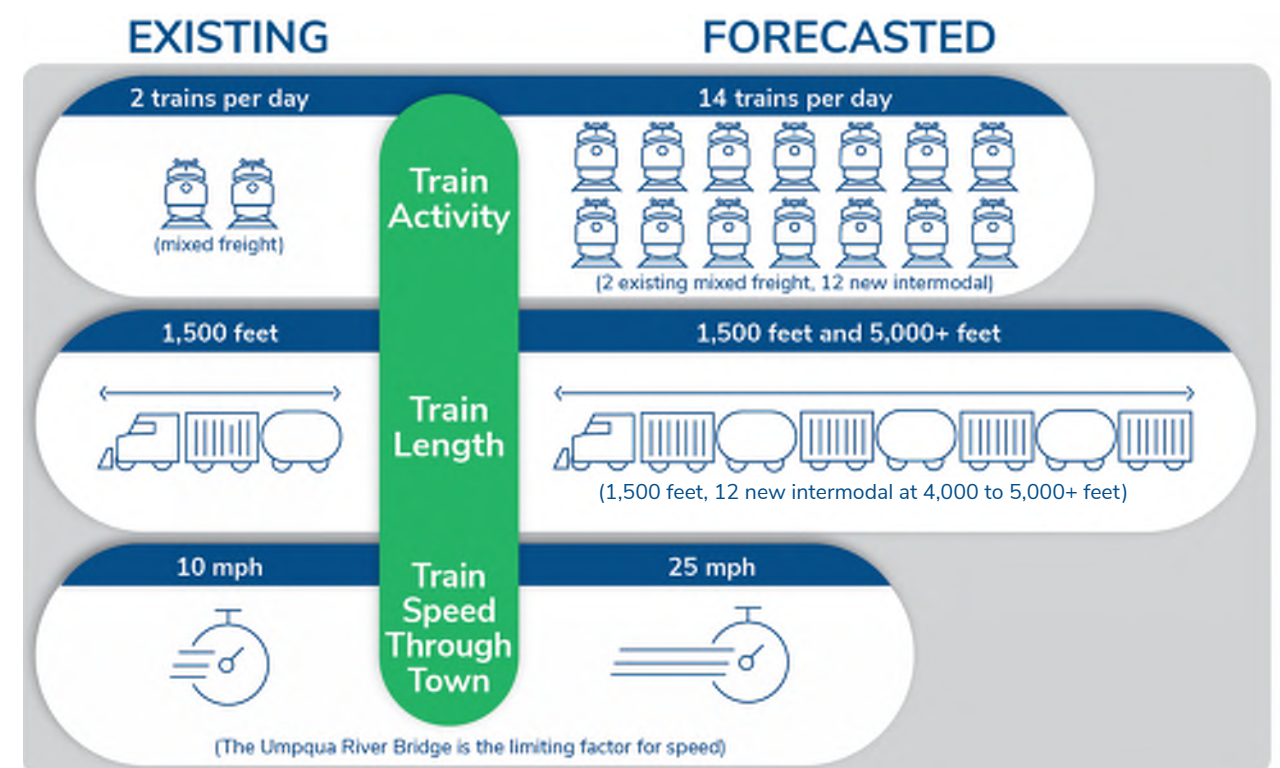 EXISTING
FORECASTED
2 trains per day
14 trains per day
(mixed freight)
Train
Activity
(2 existing mixed freight, 12 new intermodal)
1,500 feet
1,500 feet and 5,000+ feet
Train
Length
(1,500 feet, 12 new intermodal at 4,000 to 5,000+ feet)
10 mph
25 mph
Train
Speed
Through
Town
(The Umpqua River Bridge is the limiting factor for speed)